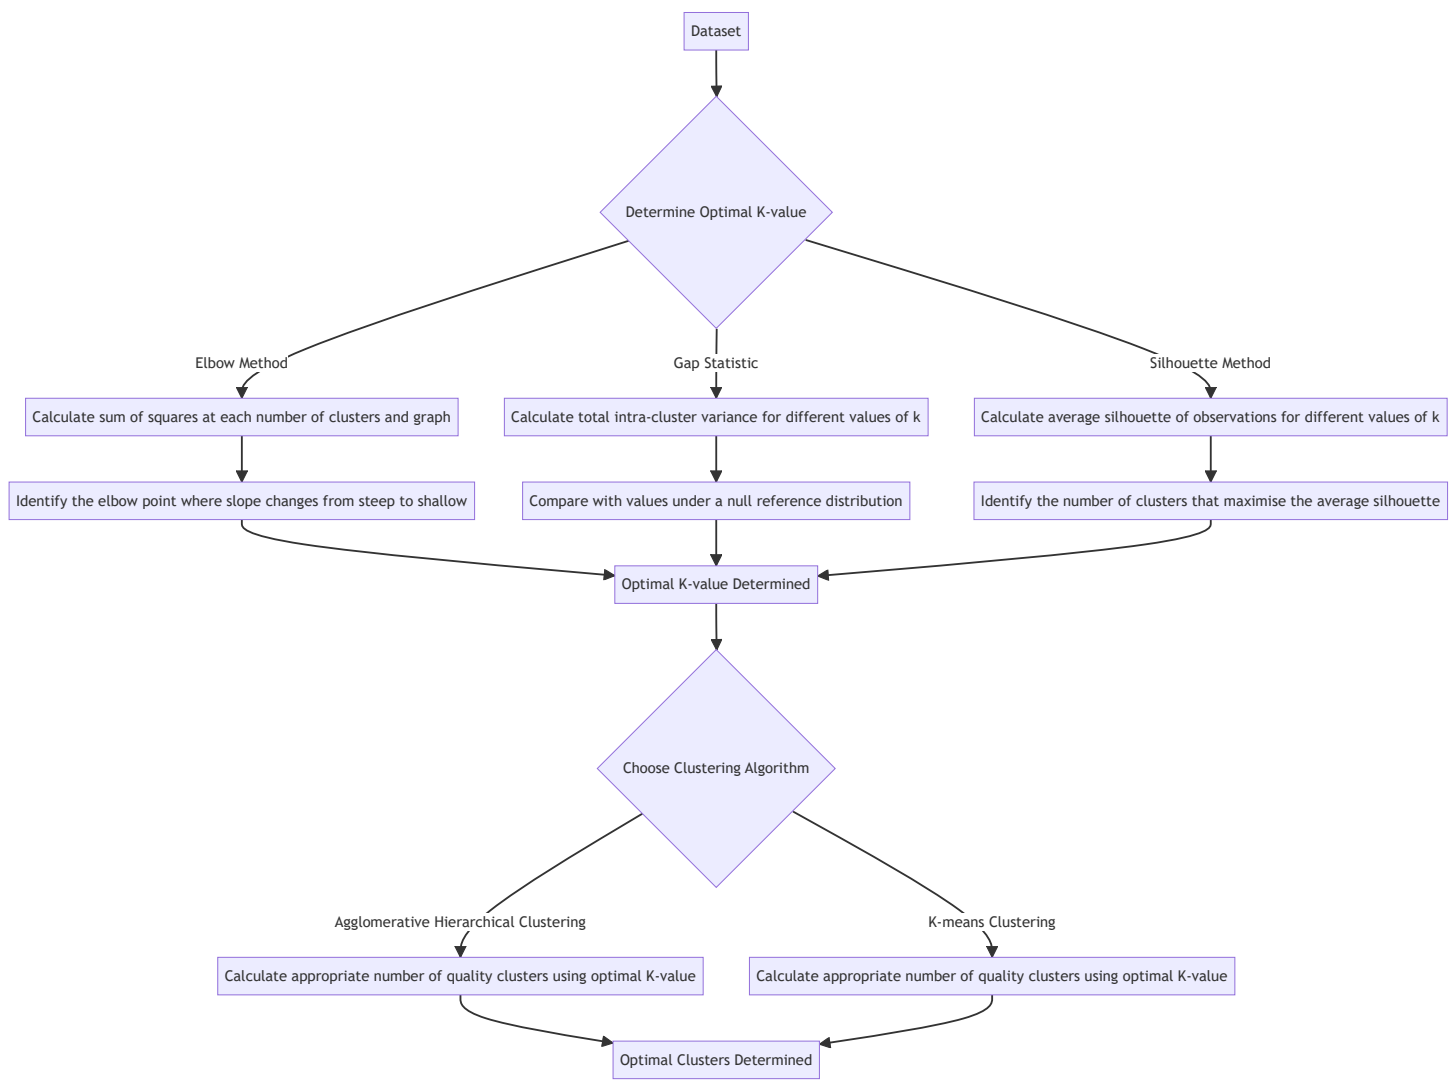 Dataset
Determine Optimal K-value
Elbow Method
Gap Statistic
Silhouette Method
Calculate sum of squares at each number of clusters and graph
Calculate total intra-cluster variance for different values of k
Calculate average silhouette of observations for different values of k
Identify the elbow point where slope changes from steep to shallow
Compare with values under a null reference distribution
Identify the number of clusters that maximise the average silhouette
Optimal K-value Determined
Choose Clustering Algorithm
Agglomerative Hierarchical Clustering
K-means Clustering
Calculate appropriate number of quality clusters using optimal K-value
Calculate appropriate number of quality clusters using optimal K-value
Optimal Clusters Determined